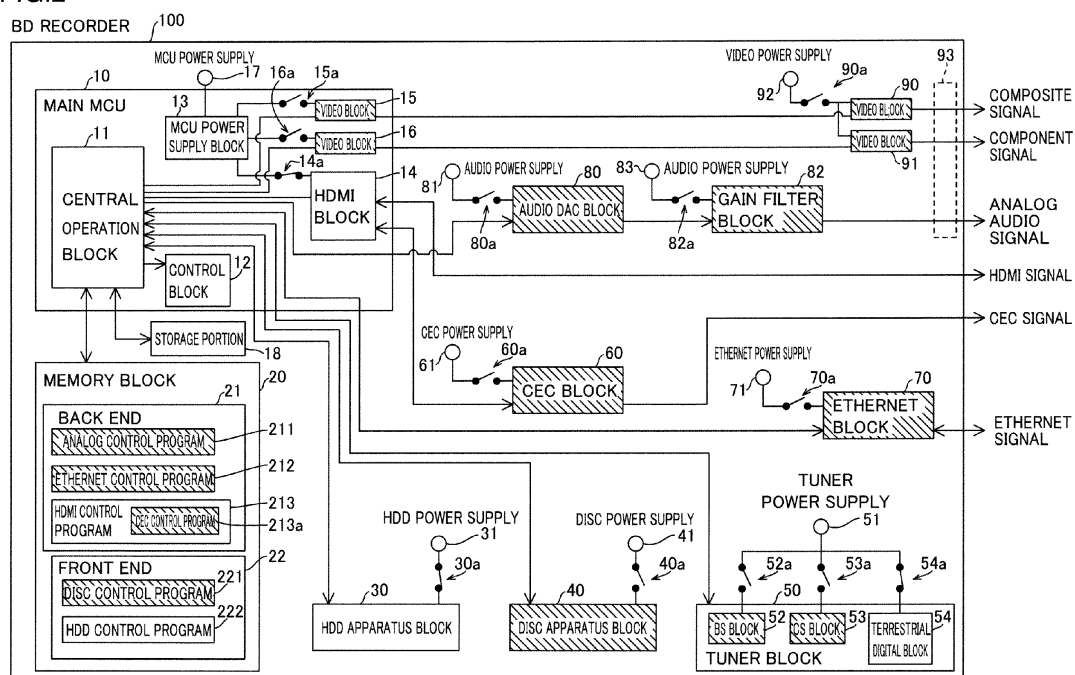 BD RECORDER
100
MCU POWER SUPPLY
17
10
MAIN MCU
13
MCU POWER
SUPPLY BLOCK
16a
15a
15
VIDEO BLOCK
16
VIDEO BLOCK
14a
14
HDMI
BLOCK
11
CENTRAL
OPERATION
BLOCK
12
CONTROL
BLOCK
STORAGE PORTION
18
VIDEO POWER SUPPLY
92
90a
90
VIDEO BLOCK
VIDEO BLOCK
91
93
COMPOSITE
SIGNAL
COMPONENT
SIGNAL
AUDIO POWER SUPPLY
81
80a
80
AUDIO DAC BLOCK
AUDIO POWER SUPPLY
83
82a
82
GAIN FILTER
BLOCK
ANALOG
AUDIO SIGNAL
HDMI SIGNAL
CEC SIGNAL
CEC POWER SUPPLY
61
60a
60
CEC BLOCK
ETHERNET POWER SUPPLY
71
70a
70
ETHERNET
BLOCK
ETHERNET
SIGNAL
MEMORY BLOCK
20
21
BACK END
ANALOG CONTROL PROGRAM
211
ETHERNET CONTROL PROGRAM
212
HDMI CONTROL
PROGRAM
CEC CONTROL PROGRAM
213
213a
FRONT END
22
DISC CONTROL PROGRAM
221
222
HDD CONTROL PROGRAM
HDD POWER SUPPLY
31
30a
30
HDD APPARATUS BLOCK
DISC POWER SUPPLY
41
40a
40
DISC APPARATUS BLOCK
TUNER
POWER SUPPLY
51
52a
53a
54a
50
BS BLOCK
52
CS BLOCK
53
TERRESTRIAL
DIGITAL BLOCK
54
TUNER BLOCK